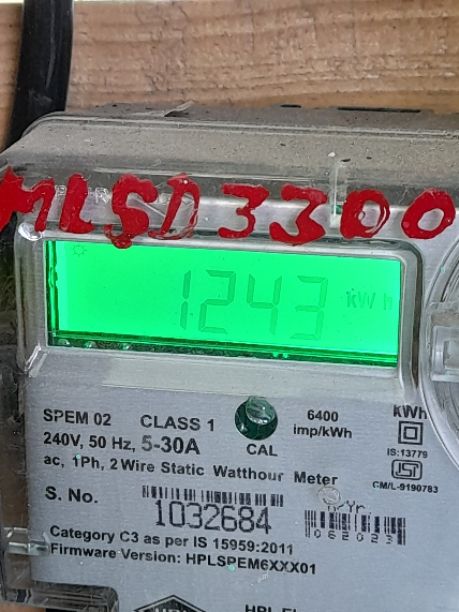 MLSD3300
1243 kWh
SPEM 02 CLASS 1 6400 kWh
240V, 50 Hz, 5-30A CAL imp/kWh
IS:13779
ac, 1Ph, 2 Wire Static Watthour Meter
CM/L-9190783
S. No. 1032684
M/Yr.
062023
Category C3 as per IS 15959:2011
Firmware Version: HPLSPEM6XXX01